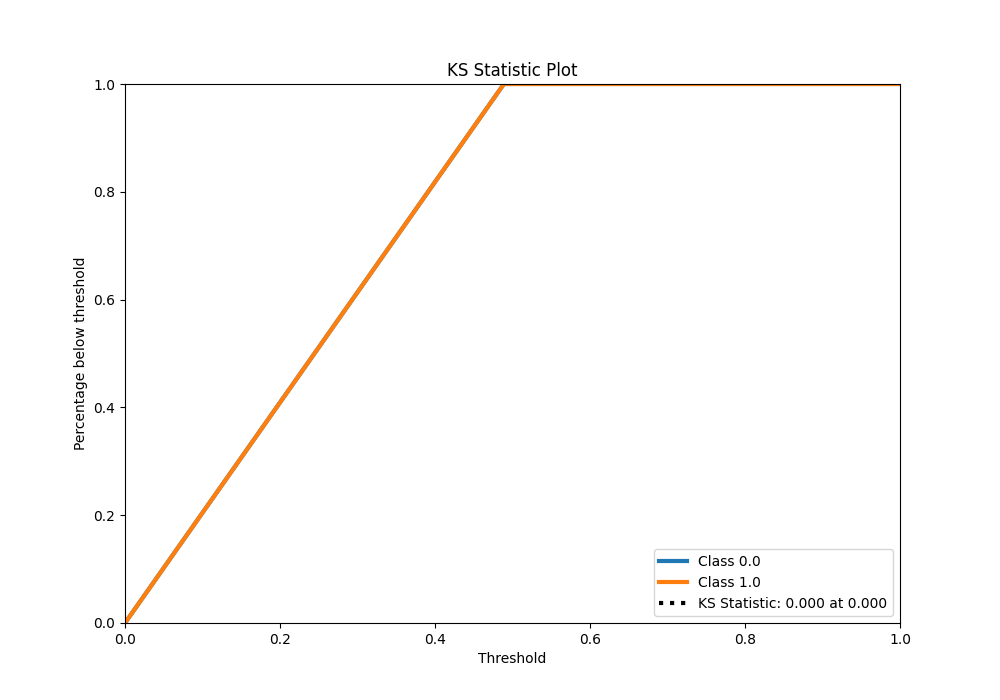 KS Statistic Plot
1.0
0.8
0.6
0.4
0.2
0.0
Percentage below threshold
0.0 0.2 0.4 0.6 0.8 1.0
Threshold
Class 0.0
Class 1.0
KS Statistic: 0.000 at 0.000